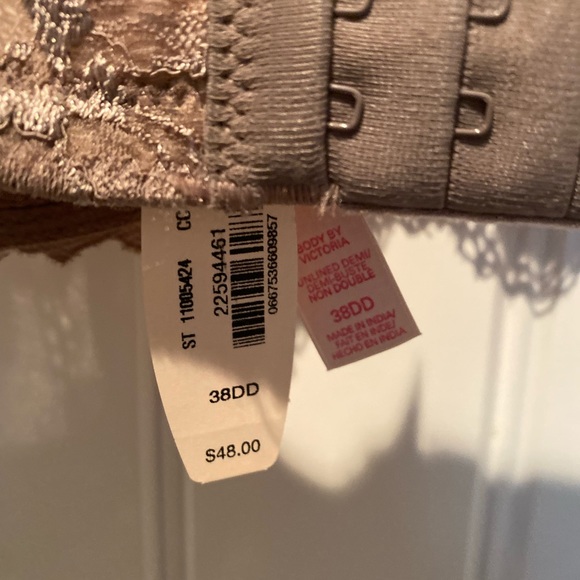 ST 11005424 CC
22594461
0667536609857
38DD
$48.00
BODY BY
VICTORIA
UNLINED DEMI/
DEMI-BUSTE
NON DOUBLÉ
38DD
MADE IN INDIA/
FAIT EN INDE/
HECHO EN INDIA